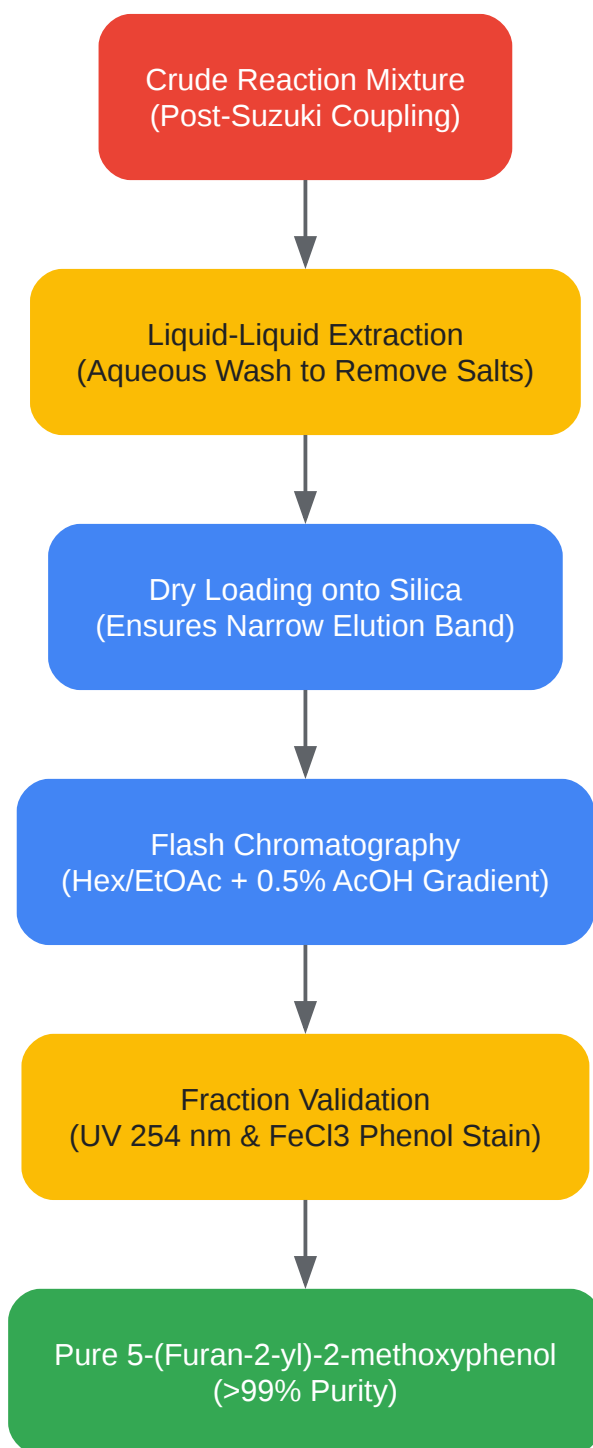 Crude Reaction Mixture
(Post-Suzuki Coupling)
Liquid-Liquid Extraction
(Aqueous Wash to Remove Salts)
Dry Loading onto Silica
(Ensures Narrow Elution Band)
Flash Chromatography
(Hex/EtOAc + 0.5% AcOH Gradient)
Fraction Validation
(UV 254 nm & FeCl3 Phenol Stain)
Pure 5-(Furan-2-yl)-2-methoxyphenol
(>99% Purity)